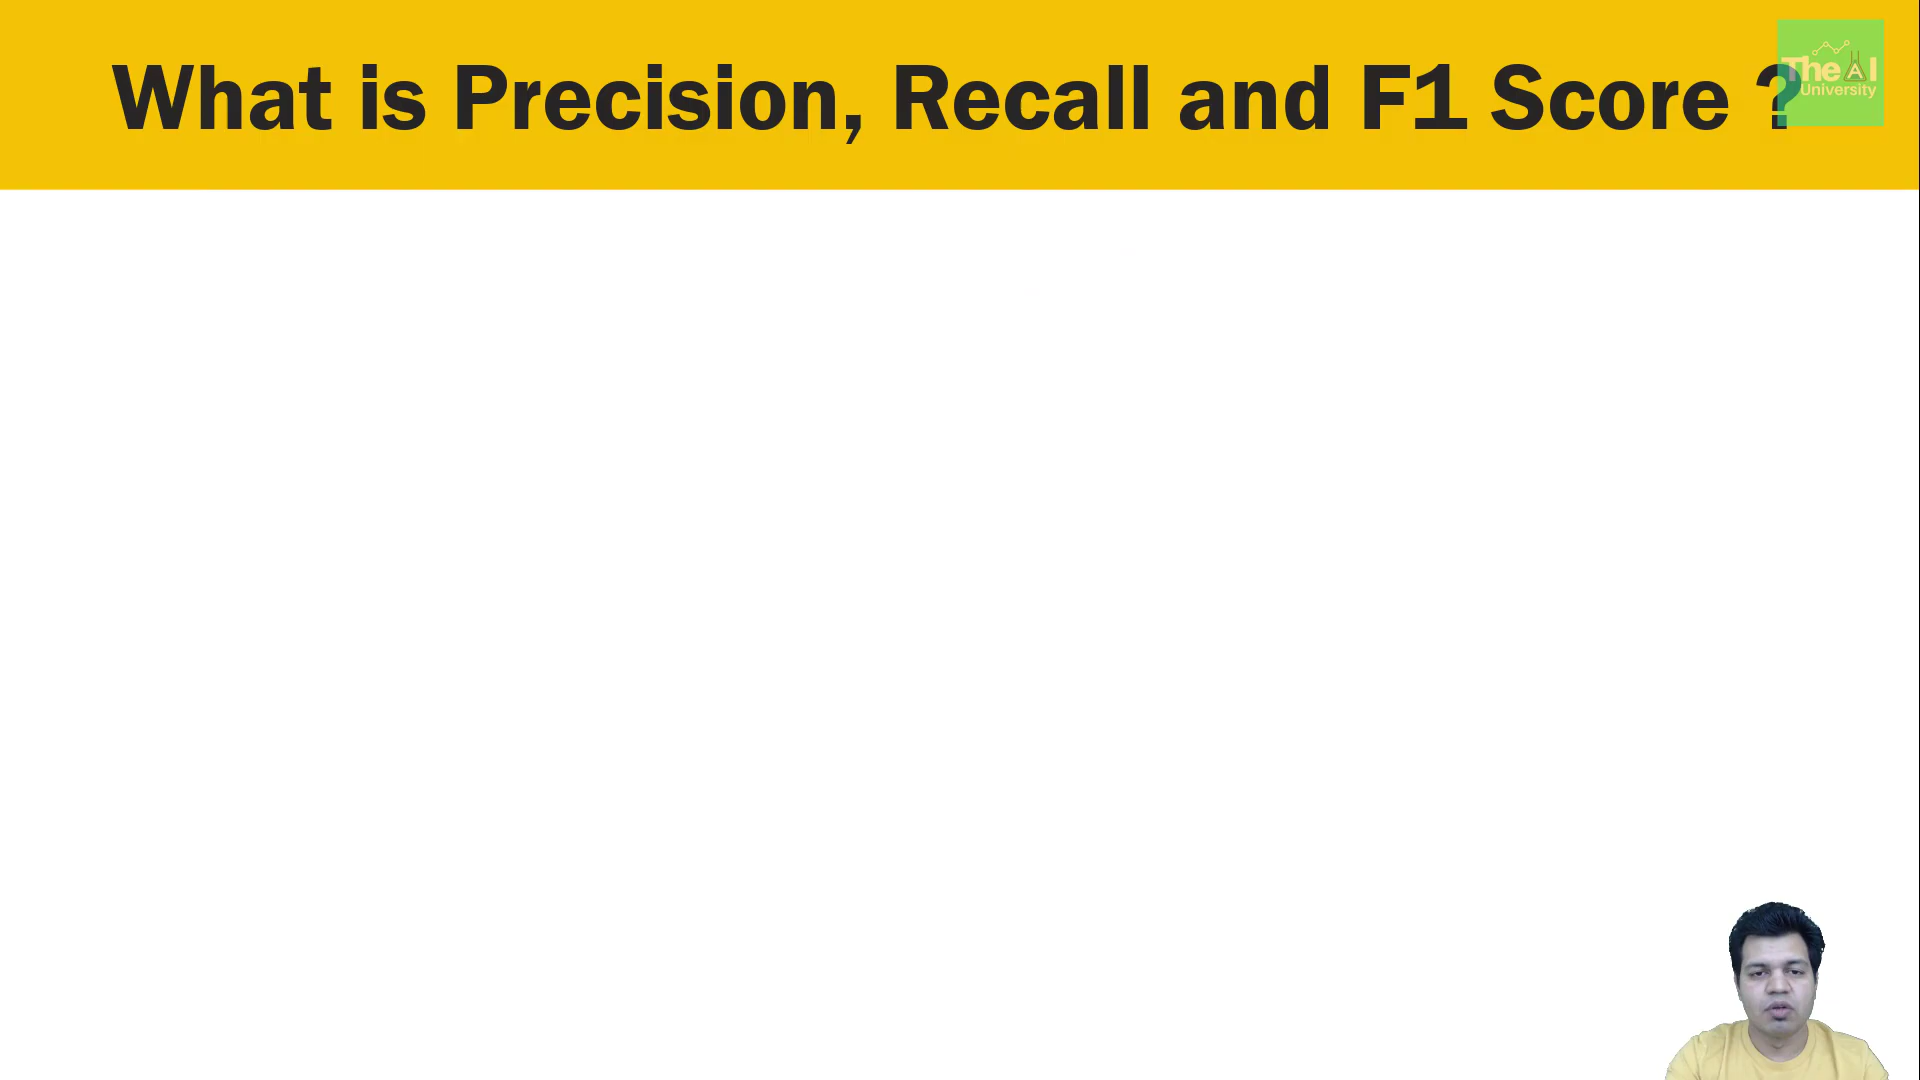 What is Precision, Recall and F1 Score ?
The AI
University